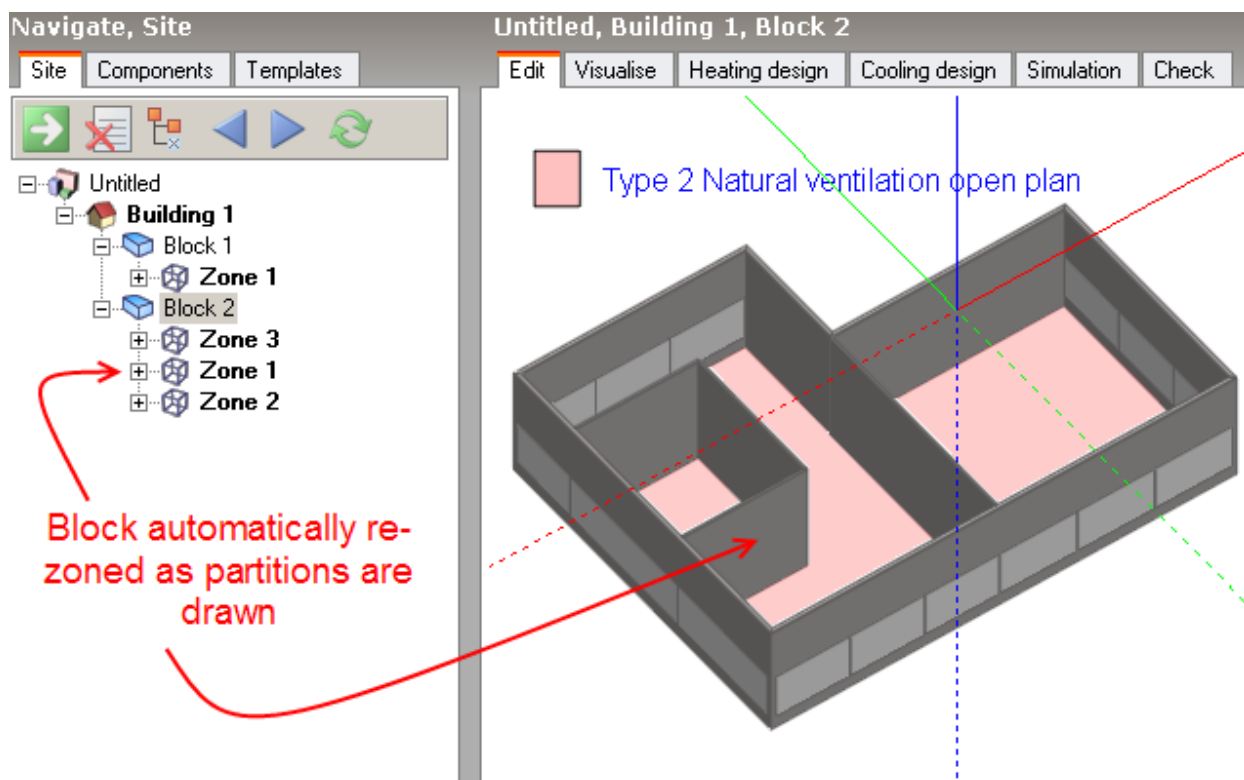 Navigate, Site
Site Components Templates
Untitled
Building 1
Block 1
Zone 1
Block 2
Zone 3
Zone 1
Zone 2
Block automatically re-
zoned as partitions are
drawn
Untitled, Building 1, Block 2
Edit Visualise Heating design Cooling design Simulation Check
Type 2 Natural ventilation open plan